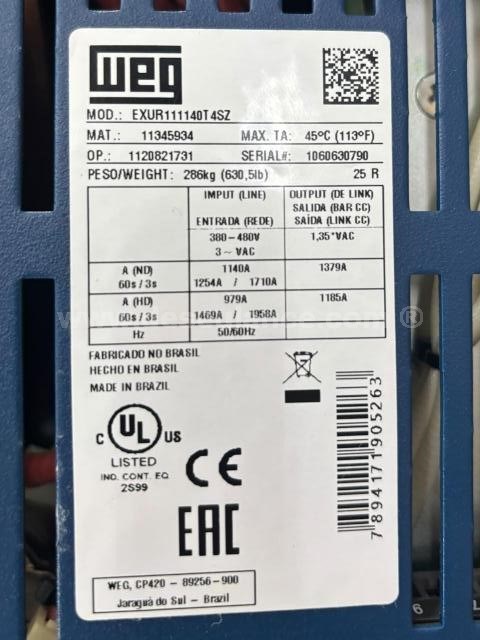 WEG
MOD.: EXUR111140T4SZ
MAT.: 11345934 MAX. TA: 45ºC (113ºF)
OP.: 1120821731 SERIAL#: 1060630790
PESO/WEIGHT: 286kg (630,5lb) 25 R
IMPUT (LINE) OUTPUT (DE LINK)
ENTRADA (REDE) SALIDA (BAR CC)
SAÍDA (LINK CC)
380-480V 1,35*VAC
3~ VAC
A (ND) 1140A 1379A
60s / 3s 1254A / 1710A
A (HD) 979A 1185A
60s / 3s 1469A / 1958A
Hz 50/60Hz
FABRICADO NO BRASIL
HECHO EN BRASIL
MADE IN BRAZIL
C UL US
LISTED
IND. CONT. EQ.
2S99
CE
EAC
7894171905263
WEG, CP420 - 89256-900
Jaraguá do Sul - Brazil
6 L